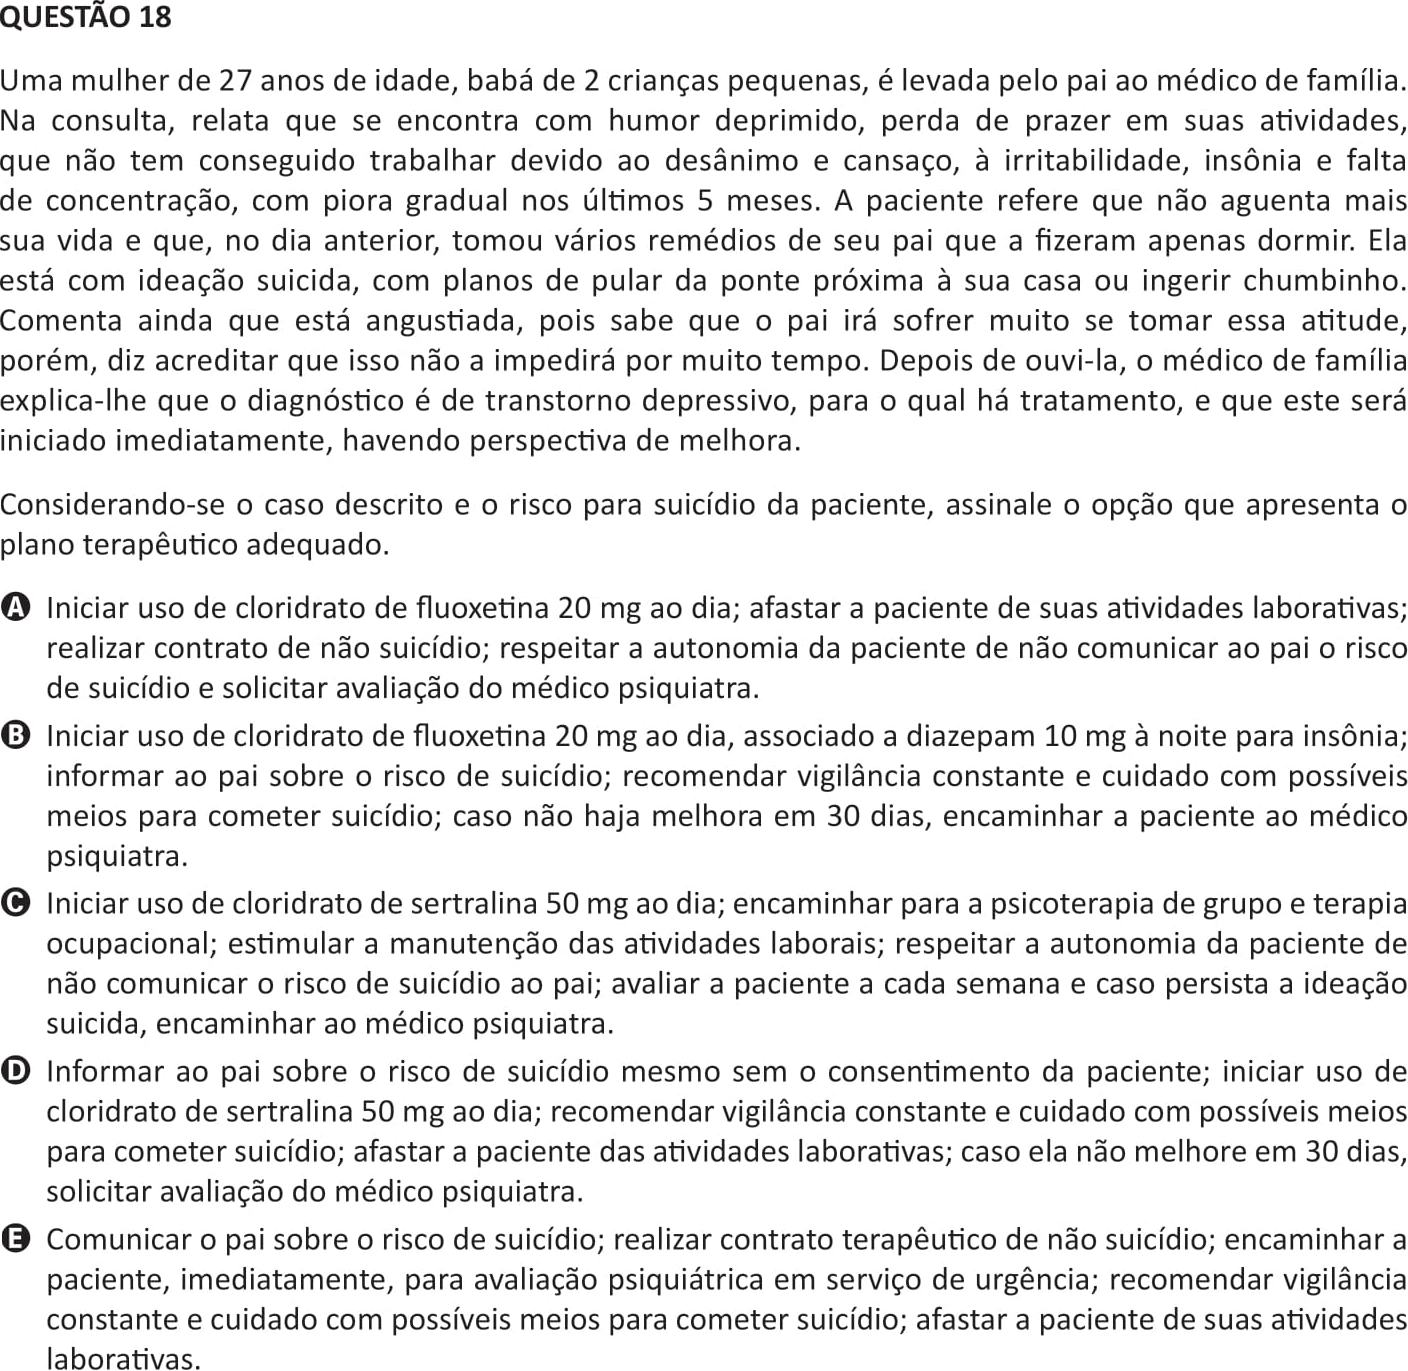 QUESTÃO 18
Uma mulher de 27 anos de idade, babá de 2 crianças pequenas, é levada pelo pai ao médico de família.
Na consulta, relata que se encontra com humor deprimido, perda de prazer em suas atividades,
que não tem conseguido trabalhar devido ao desânimo e cansaço, à irritabilidade, insônia e falta
de concentração, com piora gradual nos últimos 5 meses. A paciente refere que não aguenta mais
sua vida e que, no dia anterior, tomou vários remédios de seu pai que a fizeram apenas dormir. Ela
está com ideação suicida, com planos de pular da ponte próxima à sua casa ou ingerir chumbinho.
Comenta ainda que está angustiada, pois sabe que o pai irá sofrer muito se tomar essa atitude,
porém, diz acreditar que isso não a impedirá por muito tempo. Depois de ouvi-la, o médico de família
explica-lhe que o diagnóstico é de transtorno depressivo, para o qual há tratamento, e que este será
iniciado imediatamente, havendo perspectiva de melhora.
Considerando-se o caso descrito e o risco para suicídio da paciente, assinale o opção que apresenta o
plano terapêutico adequado.
A Iniciar uso de cloridrato de fluoxetina 20 mg ao dia; afastar a paciente de suas atividades laborativas;
realizar contrato de não suicídio; respeitar a autonomia da paciente de não comunicar ao pai o risco
de suicídio e solicitar avaliação do médico psiquiatra.
B Iniciar uso de cloridrato de fluoxetina 20 mg ao dia, associado a diazepam 10 mg à noite para insônia;
informar ao pai sobre o risco de suicídio; recomendar vigilância constante e cuidado com possíveis
meios para cometer suicídio; caso não haja melhora em 30 dias, encaminhar a paciente ao médico
psiquiatra.
C Iniciar uso de cloridrato de sertralina 50 mg ao dia; encaminhar para a psicoterapia de grupo e terapia
ocupacional; estimular a manutenção das atividades laborais; respeitar a autonomia da paciente de
não comunicar o risco de suicídio ao pai; avaliar a paciente a cada semana e caso persista a ideação
suicida, encaminhar ao médico psiquiatra.
D Informar ao pai sobre o risco de suicídio mesmo sem o consentimento da paciente; iniciar uso de
cloridrato de sertralina 50 mg ao dia; recomendar vigilância constante e cuidado com possíveis meios
para cometer suicídio; afastar a paciente das atividades laborativas; caso ela não melhore em 30 dias,
solicitar avaliação do médico psiquiatra.
E Comunicar o pai sobre o risco de suicídio; realizar contrato terapêutico de não suicídio; encaminhar a
paciente, imediatamente, para avaliação psiquiátrica em serviço de urgência; recomendar vigilância
constante e cuidado com possíveis meios para cometer suicídio; afastar a paciente de suas atividades
laborativas.